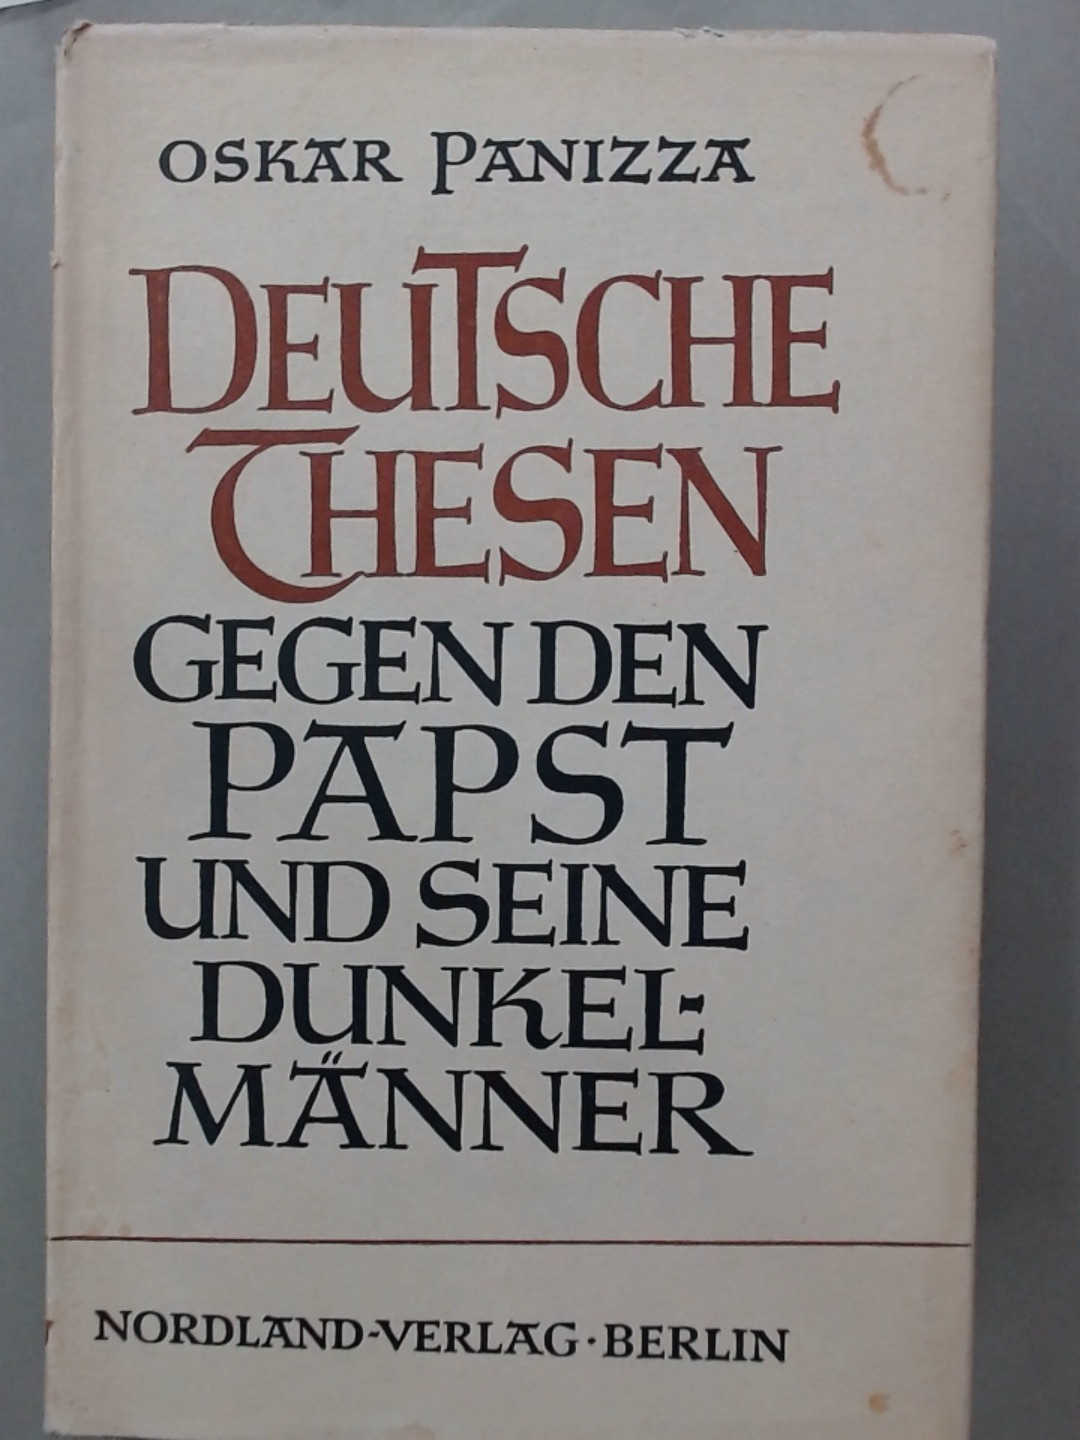 OSKAR PANIZZA
DEUTSCHE
THESEN
GEGEN DEN
PAPST
UND SEINE
DUNKEL-
MÄNNER
NORDLAND-VERLAG·BERLIN